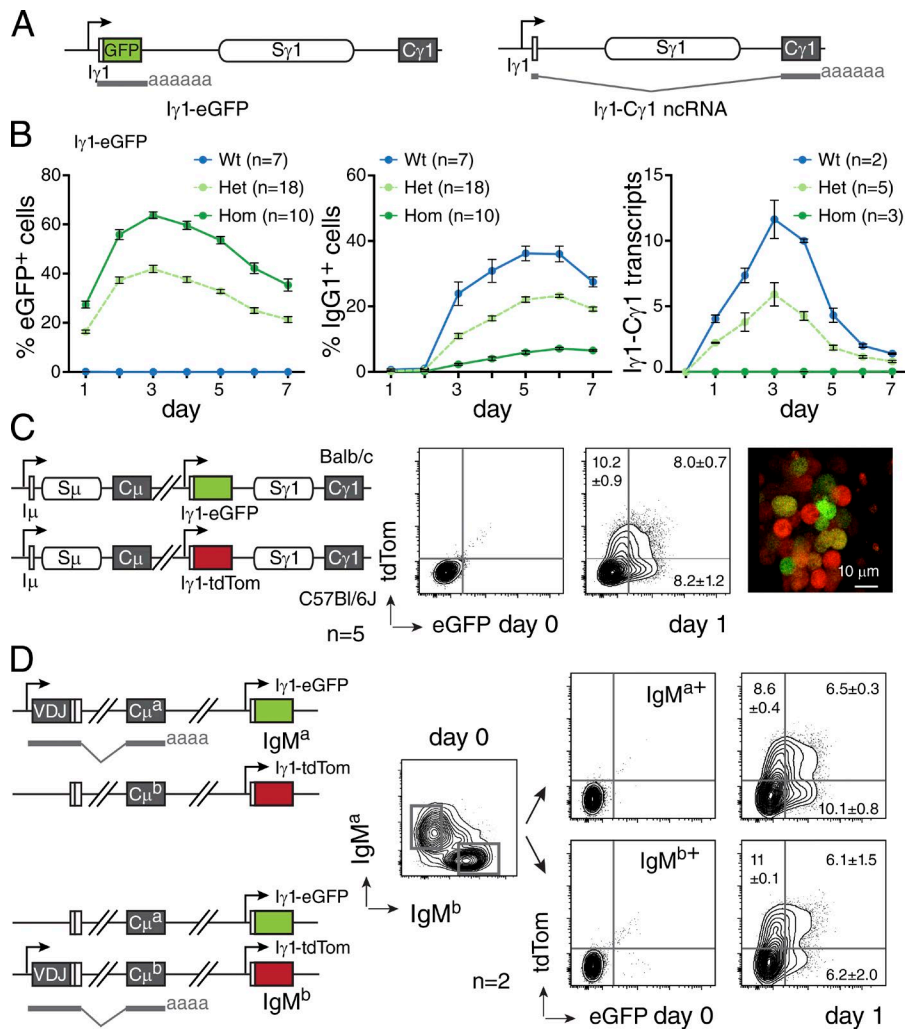 A
GFP
Sγ1
Cγ1
Iγ1
aaaaaa
Iγ1-eGFP
Sγ1
Cγ1
Iγ1
aaaaaa
Iγ1-Cγ1 ncRNA
B
Iγ1-eGFP
Wt (n=7)
Het (n=18)
Hom (n=10)
80
60
40
20
0
% eGFP+ cells
1 3 5 7
day
Wt (n=7)
Het (n=18)
Hom (n=10)
60
40
20
0
% IgG1+ cells
1 3 5 7
day
Wt (n=2)
Het (n=5)
Hom (n=3)
15
10
5
0
Iγ1-Cγ1 transcripts
1 3 5 7
day
C
Balb/c
Sμ Cμ Sγ1 Cγ1
Iμ Iγ1-eGFP
Sμ Cμ Sγ1 Cγ1
Iμ Iγ1-tdTom
C57Bl/6J
n=5
tdTom
eGFP day 0
10.2
±0.9
8.0±0.7
8.2±1.2
day 1
10 μm
D
Iγ1-eGFP
VDJ Cμa
IgMa
aaaa
Iγ1-tdTom
Cμb
Iγ1-eGFP
Cμa
Iγ1-tdTom
VDJ Cμb
IgMb
aaaa
day 0
IgMa
IgMb
n=2
IgMa+
8.6
±0.4
6.5±0.3
10.1±0.8
IgMb+
11
±0.1
6.1±1.5
6.2±2.0
tdTom
eGFP day 0
day 1